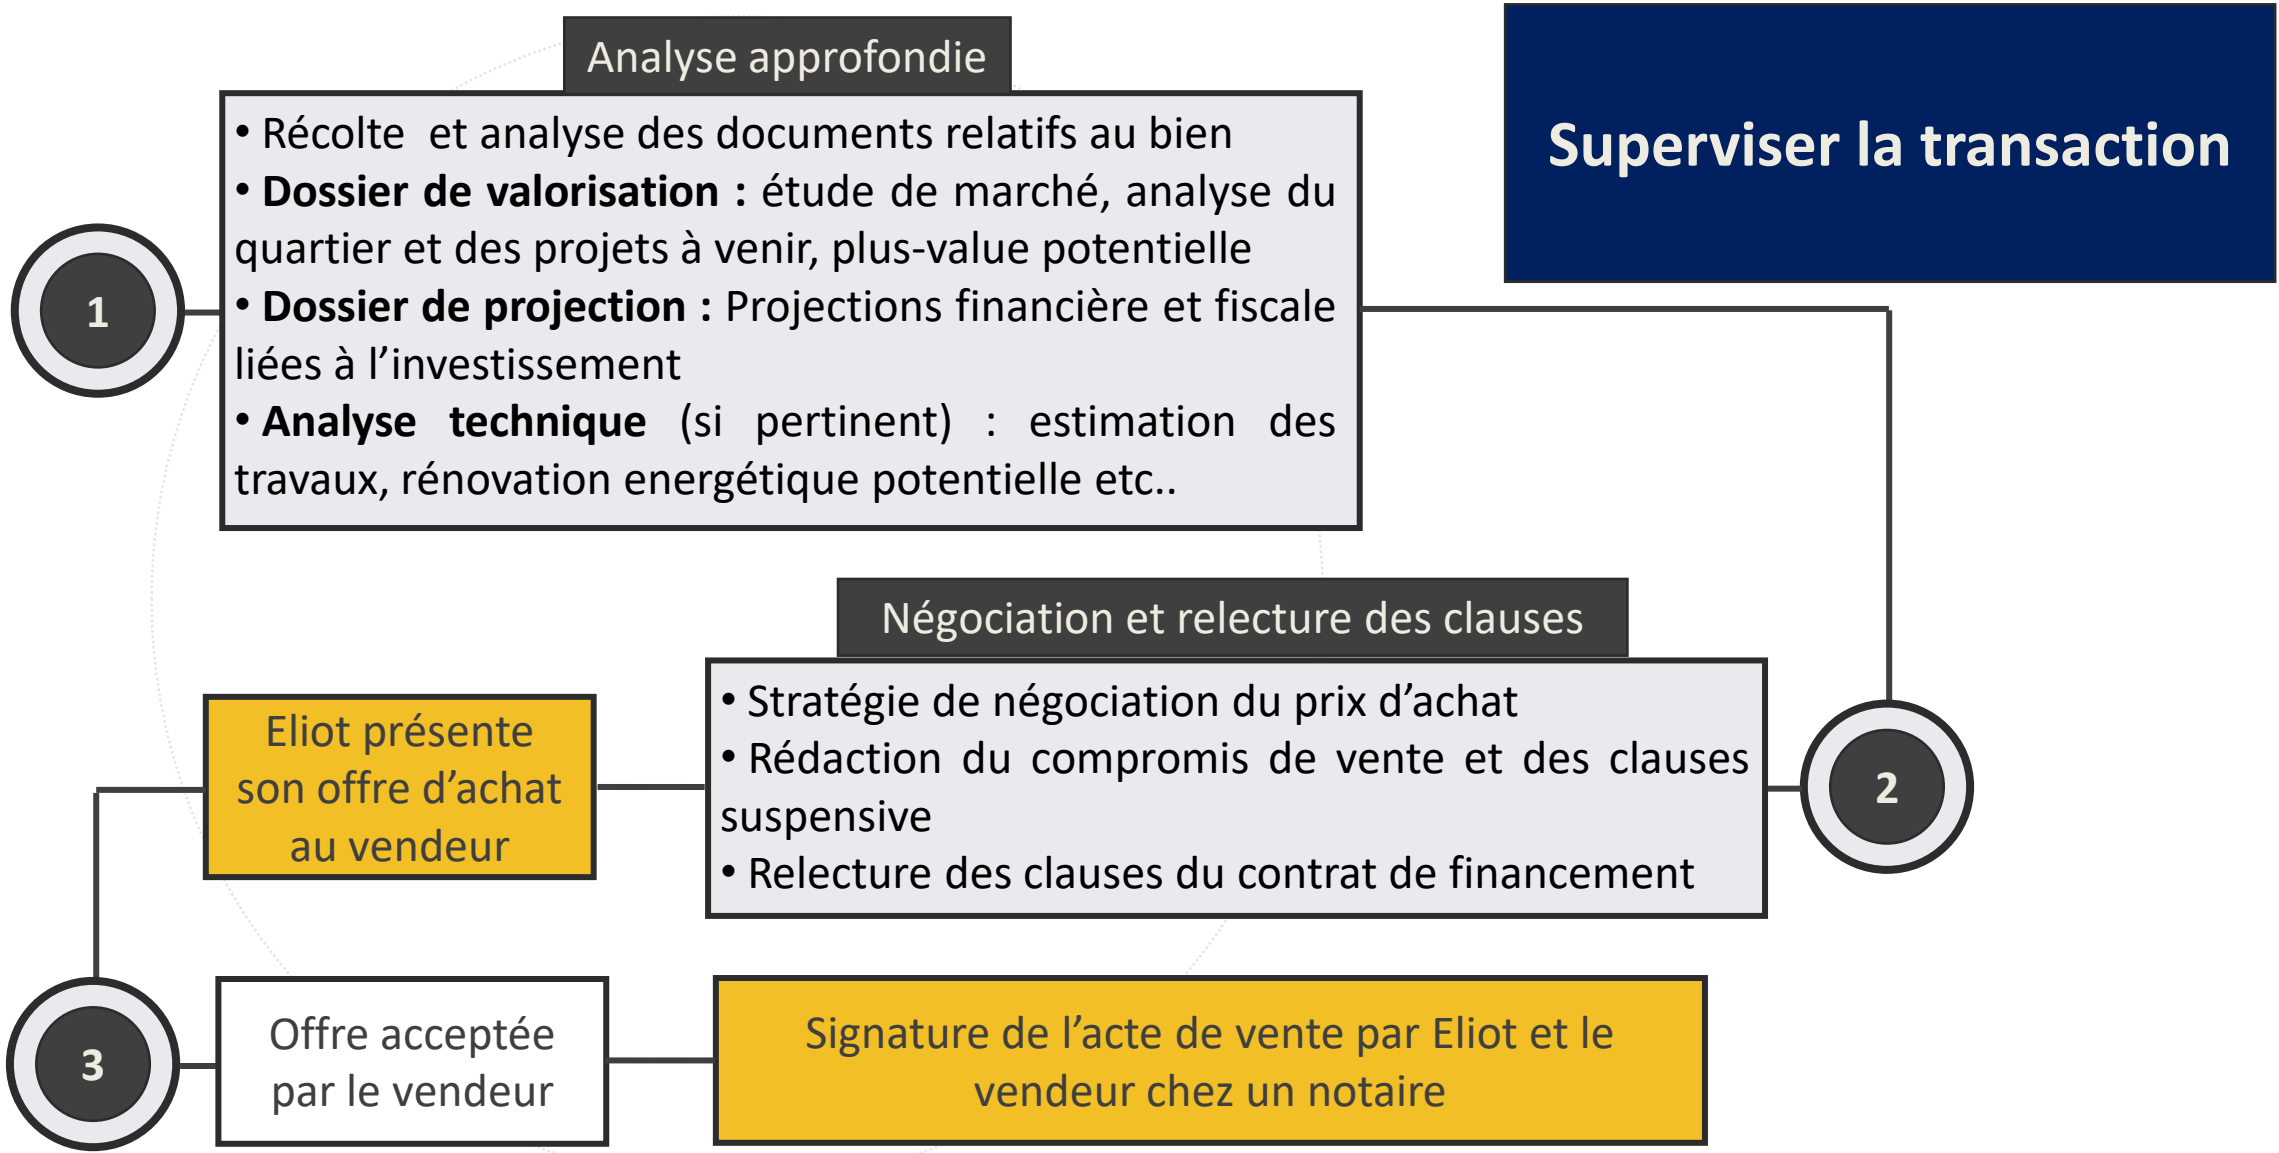 Analyse approfondie
Superviser la transaction
1
• Récolte  et analyse des documents relatifs au bien
• Dossier de valorisation : étude de marché, analyse du
quartier et des projets à venir, plus-value potentielle
• Dossier de projection : Projections financière et fiscale
liées à l’investissement
• Analyse technique (si pertinent) : estimation des
travaux, rénovation energétique potentielle etc..
Négociation et relecture des clauses
2
• Stratégie de négociation du prix d’achat
• Rédaction du compromis de vente et des clauses
suspensive
• Relecture des clauses du contrat de financement
Eliot présente
son offre d’achat
au vendeur
3
Offre acceptée
par le vendeur
Signature de l’acte de vente par Eliot et le
vendeur chez un notaire